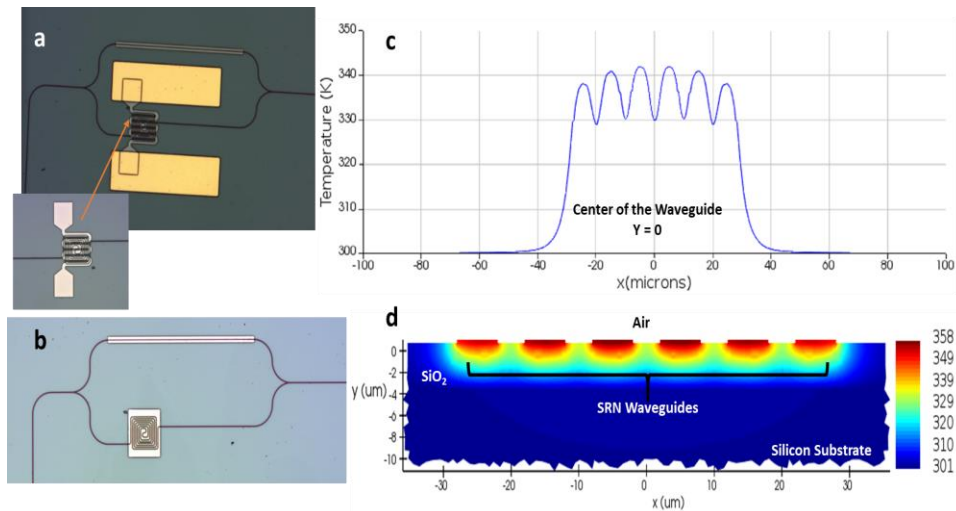 a
b
c
350
340
330
320
310
300
Temperature (K)
-100
-80
-60
-40
-20
0
20
40
60
80
100
x(microns)
Center of the Waveguide
Y = 0
d
Air
0
-2
-4
-6
-8
-10
y (um)
SiO2
SRN Waveguides
Silicon Substrate
-30
-20
-10
0
10
20
30
x (um)
358
349
339
329
320
310
301